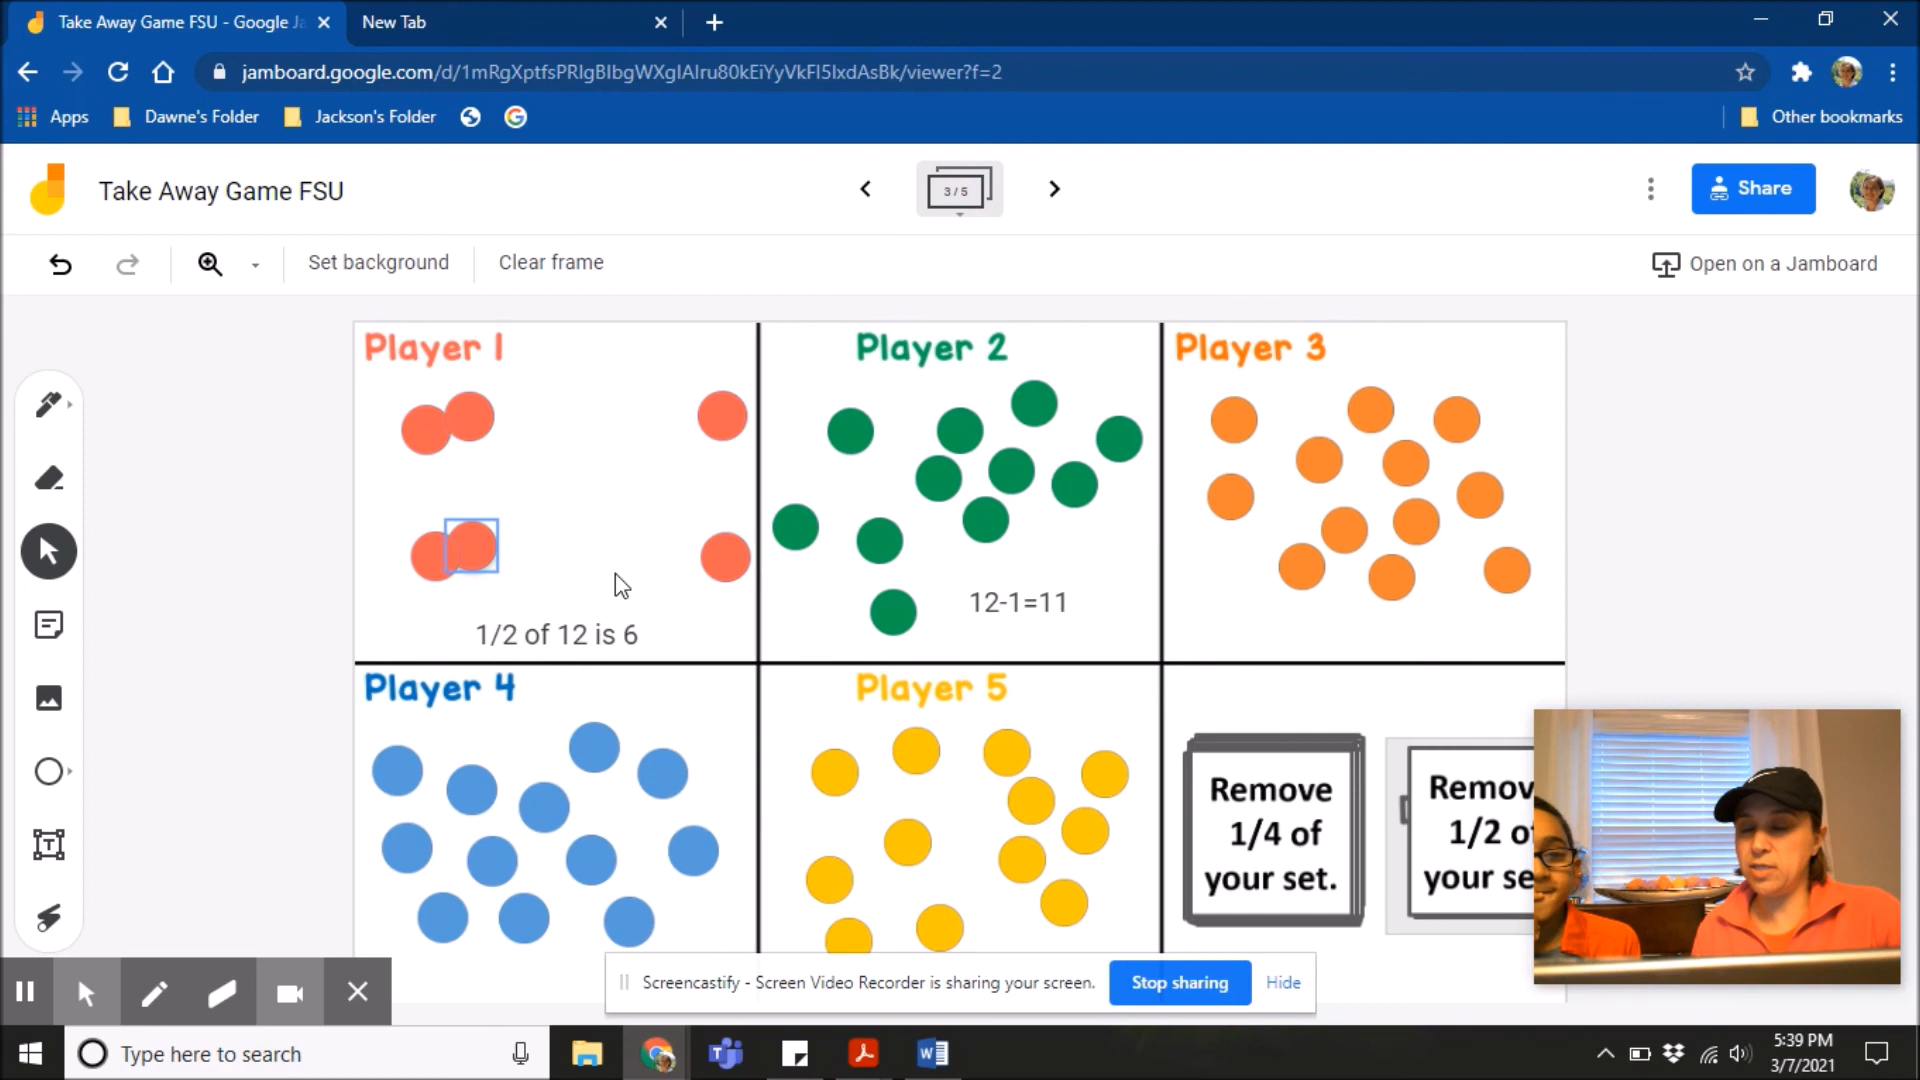 Take Away Game FSU - Google Ja
New Tab
jamboard.google.com/d/1mRgXptfsPRlgBIbgWXglAIru80kEiYyVkFI5lxdAsBk/viewer?f=2
Apps
Dawne's Folder
Jackson's Folder
Other bookmarks
Take Away Game FSU
3 / 5
Share
Set background
Clear frame
Open on a Jamboard
Player 1
Player 2
Player 3
12-1=11
1/2 of 12 is 6
Player 4
Player 5
Remove
1/4 of
your set.
Remov
1/2 o
your se
Screencastify - Screen Video Recorder is sharing your screen.
Stop sharing
Hide
Type here to search
5:39 PM
3/7/2021